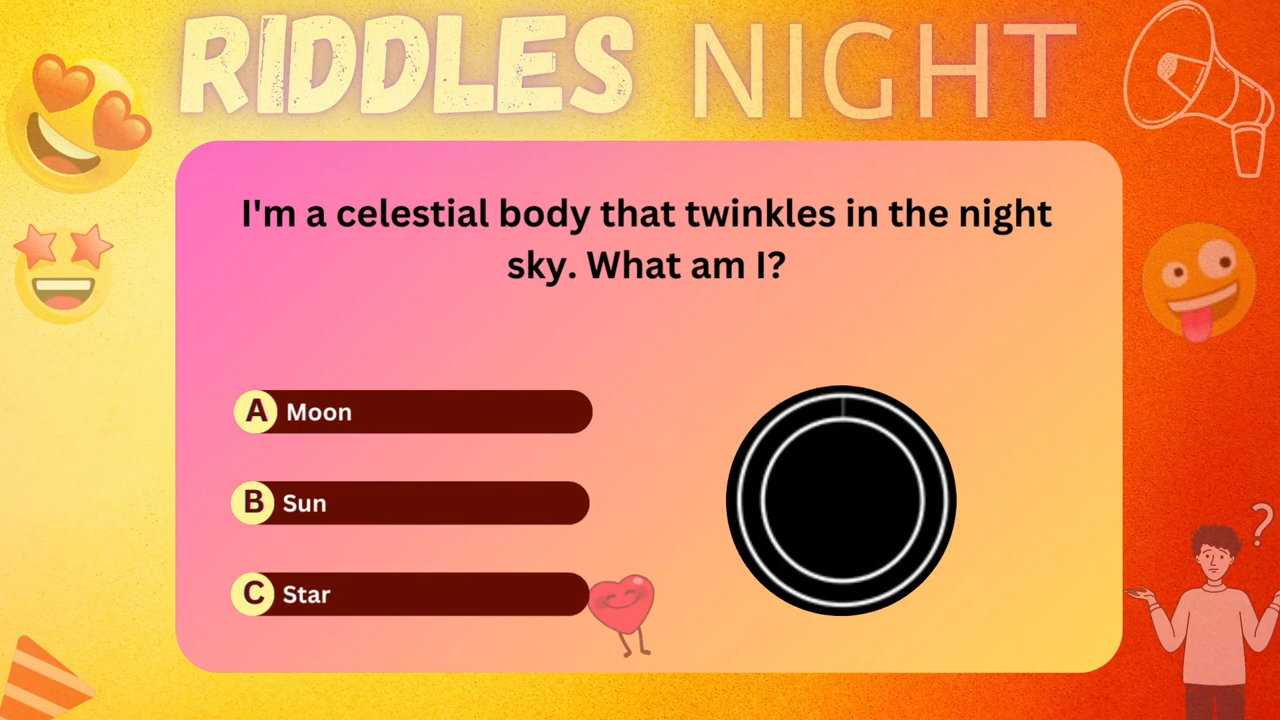 RIDDLES NIGHT
I'm a celestial body that twinkles in the night
sky. What am I?
A Moon
B Sun
C Star
?